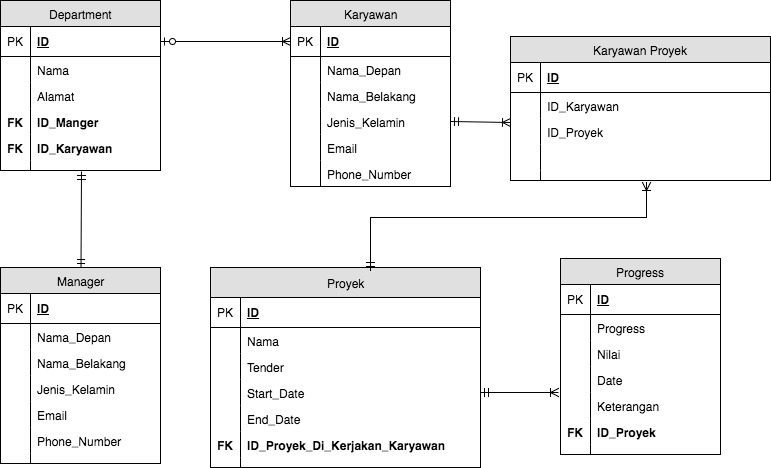 Department
PK ID
Nama
Alamat
FK ID_Manger
FK ID_Karyawan
Karyawan
PK ID
Nama_Depan
Nama_Belakang
Jenis_Kelamin
Email
Phone_Number
Karyawan Proyek
PK ID
ID_Karyawan
ID_Proyek
Manager
PK ID
Nama_Depan
Nama_Belakang
Jenis_Kelamin
Email
Phone_Number
Proyek
PK ID
Nama
Tender
Start_Date
End_Date
FK ID_Proyek_Di_Kerjakan_Karyawan
Progress
PK ID
Progress
Nilai
Date
Keterangan
FK ID_Proyek